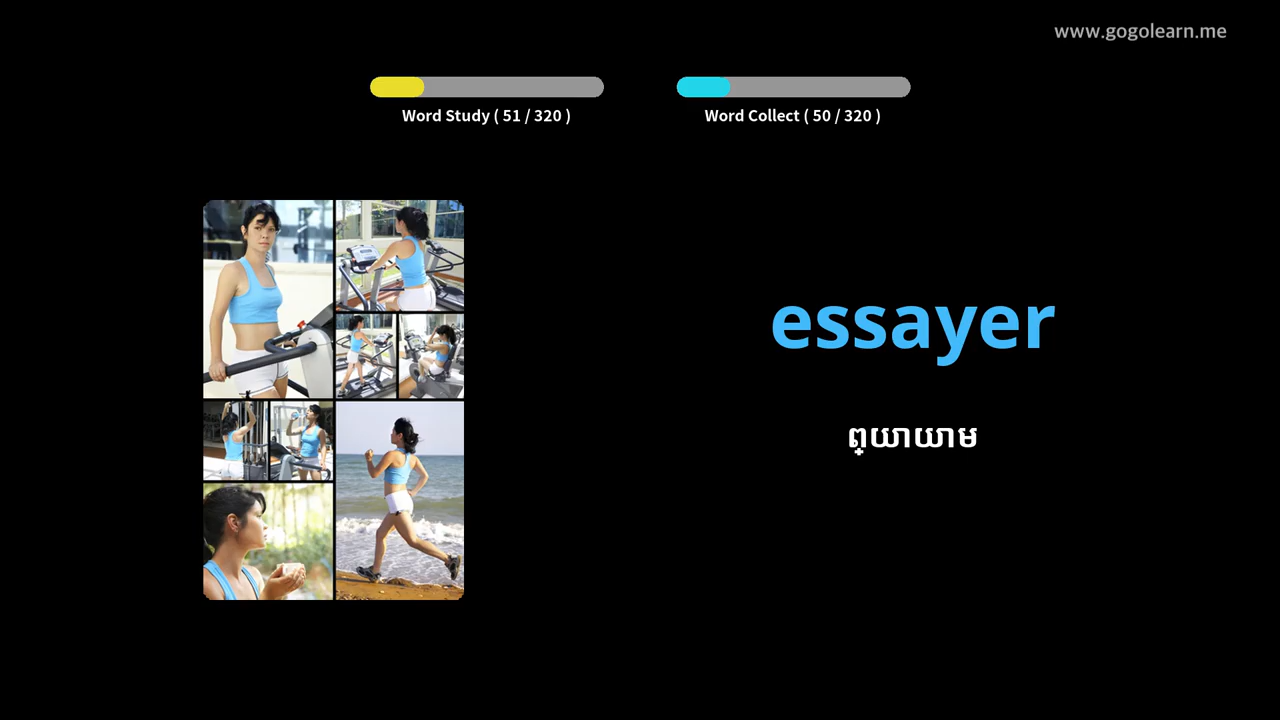 www.gogolearn.me
Word Study ( 51 / 320 )
Word Collect ( 50 / 320 )
essayer
ព្យាយាម